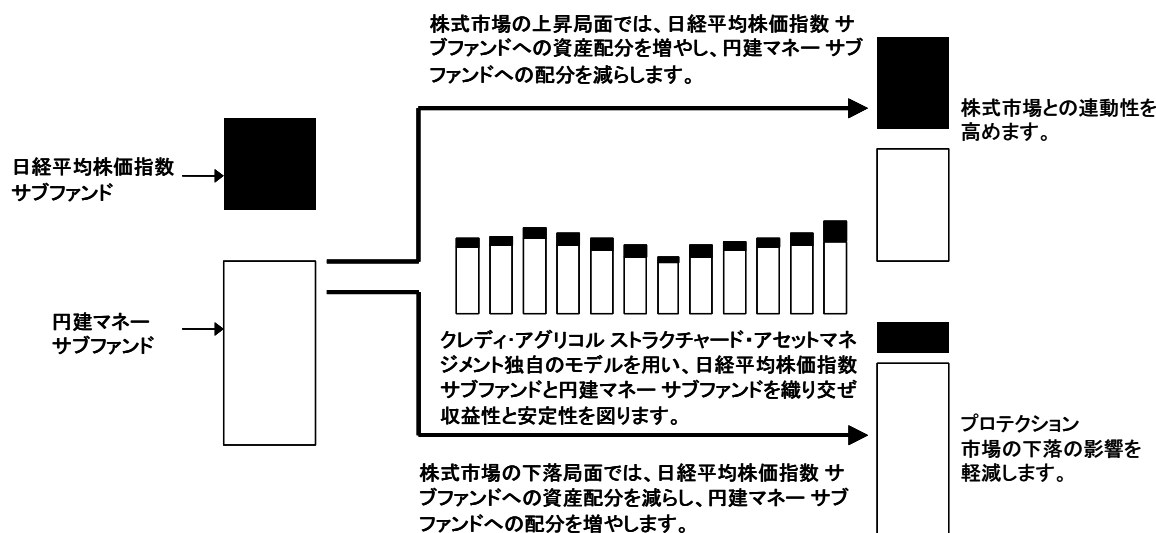 株式市場の上昇局面では、日経平均株価指数 サ
ブファンドへの資産配分を増やし、円建マネー サブ
ファンドへの配分を減らします。
株式市場との連動性を
高めます。
日経平均株価指数
サブファンド
円建マネー
サブファンド
クレディ・アグリコル ストラクチャード・アセットマネ
ジメント独自のモデルを用い、日経平均株価指数
サブファンドと円建マネー サブファンドを織り交ぜ
収益性と安定性を図ります。
プロテクション
市場の下落の影響を
軽減します。
株式市場の下落局面では、日経平均株価指数 サ
ブファンドへの資産配分を減らし、円建マネー サブ
ファンドへの配分を増やします。